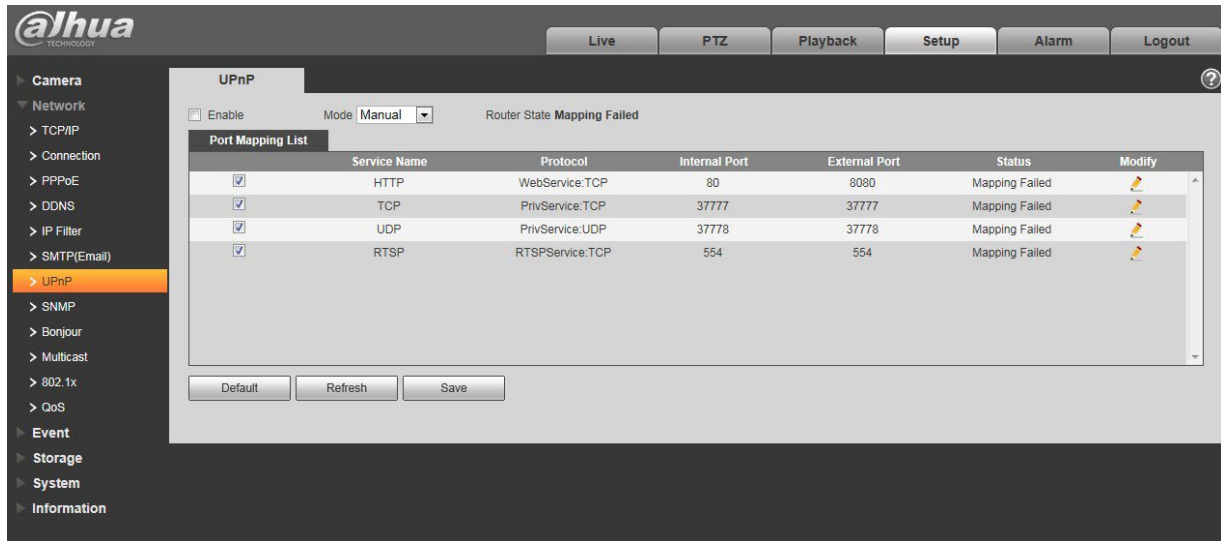 alhua
TECHNOLOGY
Live PTZ Playback Setup Alarm Logout
Camera
Network
> TCP/IP
> Connection
> PPPoE
> DDNS
> IP Filter
> SMTP(Email)
> UPnP
> SNMP
> Bonjour
> Multicast
> 802.1x
> QoS
Event
Storage
System
Information
UPnP
?
Enable Mode Manual Router State Mapping Failed
Port Mapping List
Service Name Protocol Internal Port External Port Status Modify
HTTP WebService:TCP 80 8080 Mapping Failed
TCP PrivService:TCP 37777 37777 Mapping Failed
UDP PrivService:UDP 37778 37778 Mapping Failed
RTSP RTSPService:TCP 554 554 Mapping Failed
Default Refresh Save